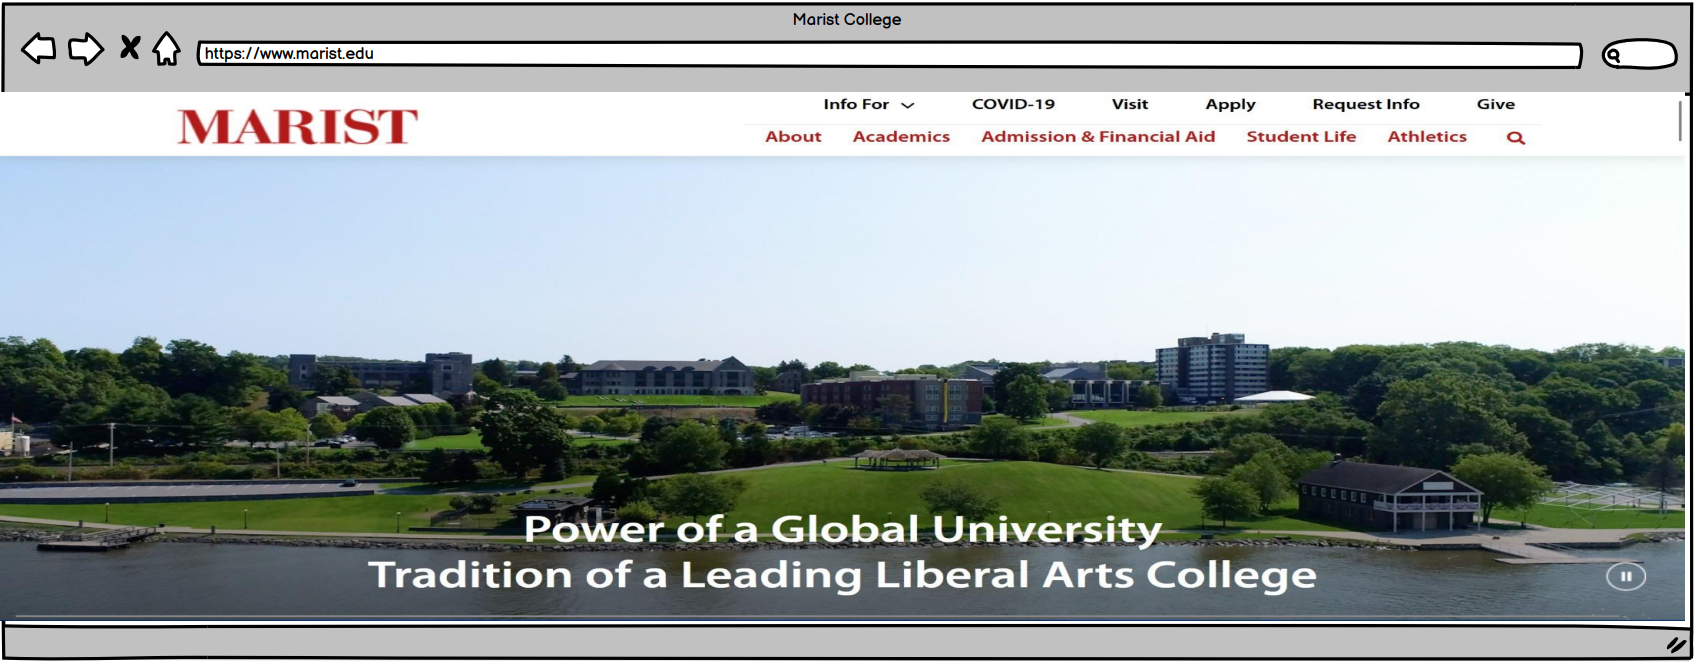 Marist College
https://www.marist.edu
MARIST
Info For COVID-19 Visit Apply Request Info Give
About Academics Admission & Financial Aid Student Life Athletics
Power of a Global University
Tradition of a Leading Liberal Arts College